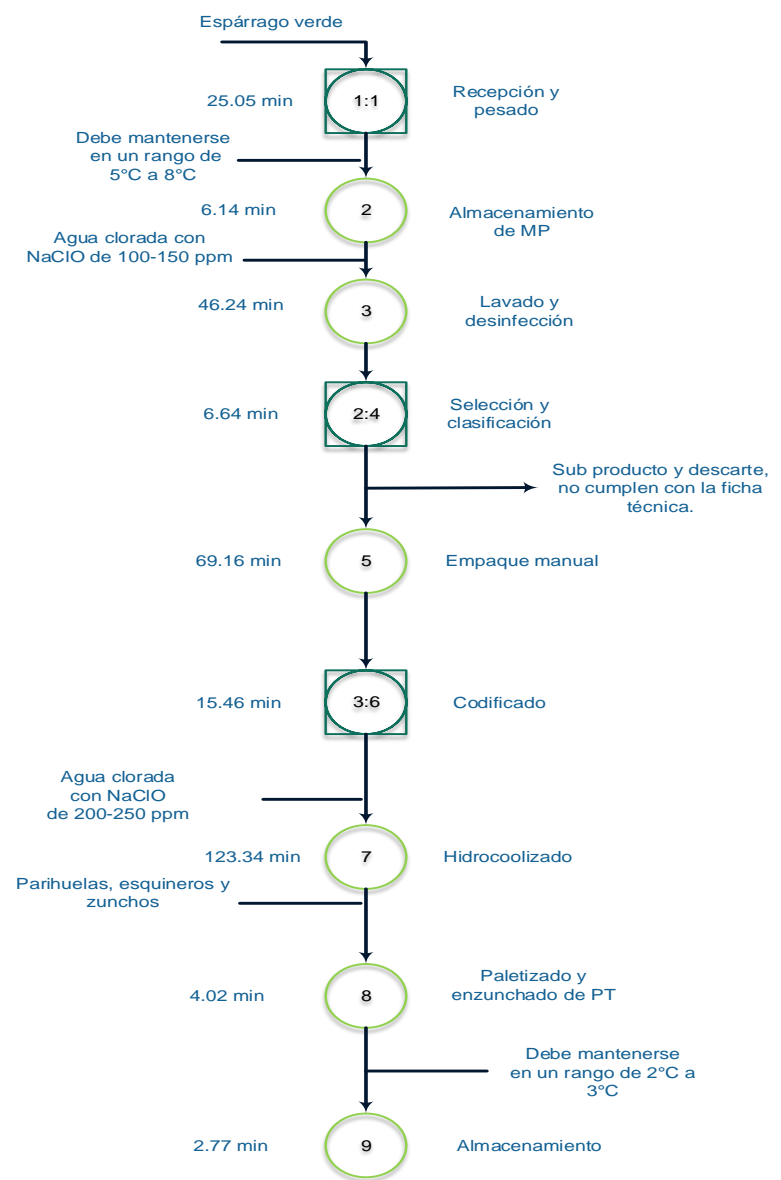 Espárrago verde
25.05 min
1:1
Recepción y
pesado
Debe mantenerse
en un rango de
5°C a 8°C
6.14 min
2
Almacenamiento
de MP
Agua clorada con
NaClO de 100-150 ppm
46.24 min
3
Lavado y
desinfección
6.64 min
2:4
Selección y
clasificación
Sub producto y descarte,
no cumplen con la ficha
técnica.
69.16 min
5
Empaque manual
15.46 min
3:6
Codificado
Agua clorada
con NaClO
de 200-250 ppm
123.34 min
7
Hidrocoolizado
Parihuelas, esquineros y
zunchos
4.02 min
8
Paletizado y
enzunchado de PT
Debe mantenerse
en un rango de 2°C a
3°C
2.77 min
9
Almacenamiento